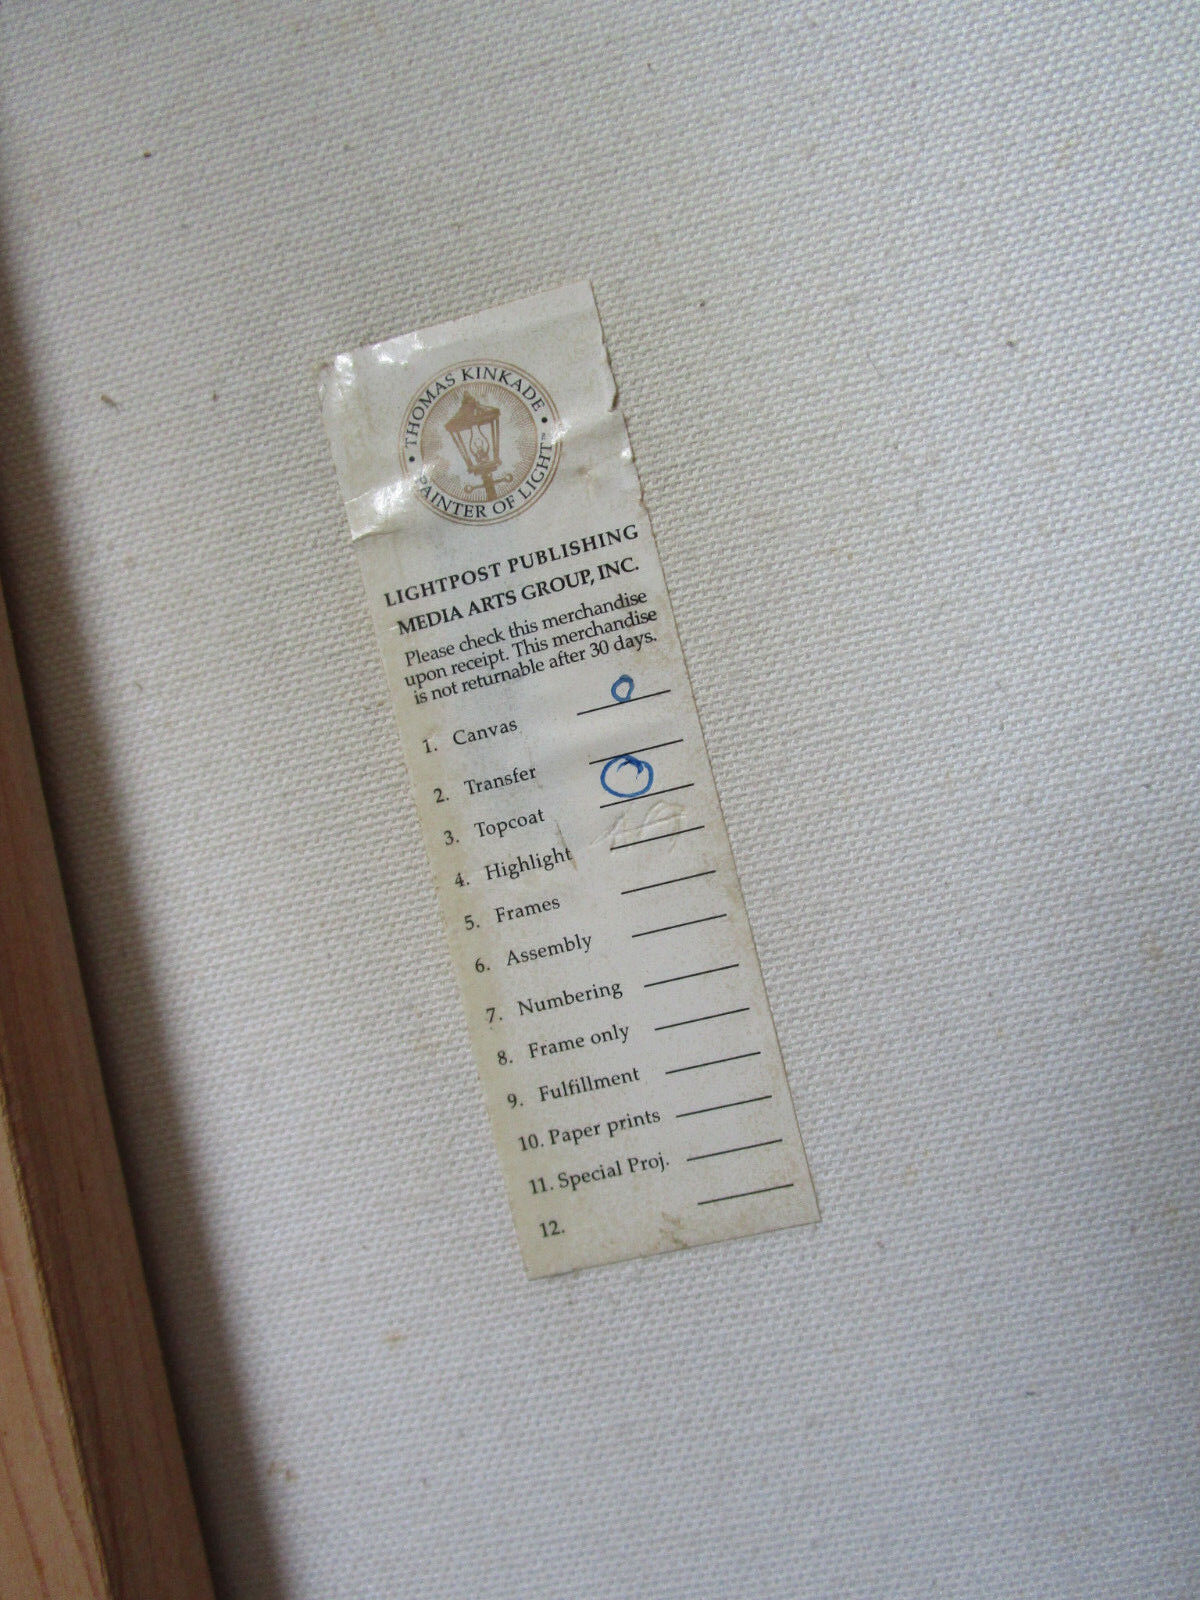 THOMAS KINKADE
PAINTER OF LIGHT™
LIGHTPOST PUBLISHING
MEDIA ARTS GROUP, INC.
Please check this merchandise
upon receipt. This merchandise
is not returnable after 30 days.
1. Canvas
2. Transfer
3. Topcoat
4. Highlight
5. Frames
6. Assembly
7. Numbering
8. Frame only
9. Fulfillment
10. Paper prints
11. Special Proj.
12.